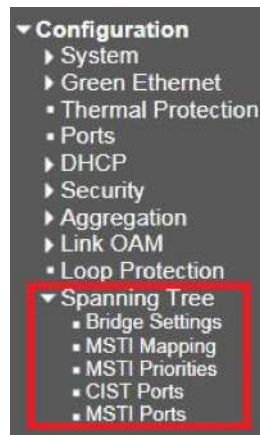 Configuration
System
Green Ethernet
Thermal Protection
Ports
DHCP
Security
Aggregation
Link OAM
Loop Protection
Spanning Tree
Bridge Settings
MSTI Mapping
MSTI Priorities
CIST Ports
MSTI Ports